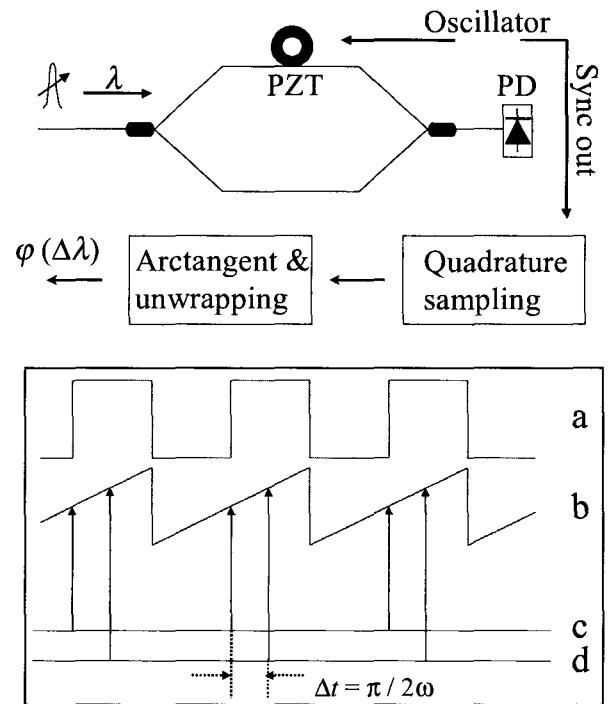 Oscillator
λ
PZT
PD
Sync out
φ (Δλ)
Arctangent &
unwrapping
Quadrature
sampling
a
b
c
d
Δt = π / 2ω